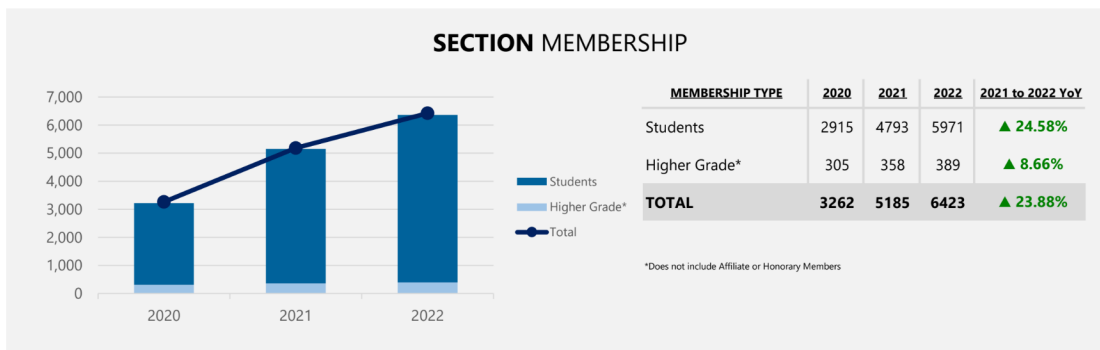 SECTION MEMBERSHIP
7,000
6,000
5,000
4,000
3,000
2,000
1,000
0
2020 2021 2022
Students
Higher Grade*
Total
MEMBERSHIP TYPE 2020 2021 2022 2021 to 2022 YoY
Students 2915 4793 5971 ▲ 24.58%
Higher Grade* 305 358 389 ▲ 8.66%
TOTAL 3262 5185 6423 ▲ 23.88%
*Does not include Affiliate or Honorary Members